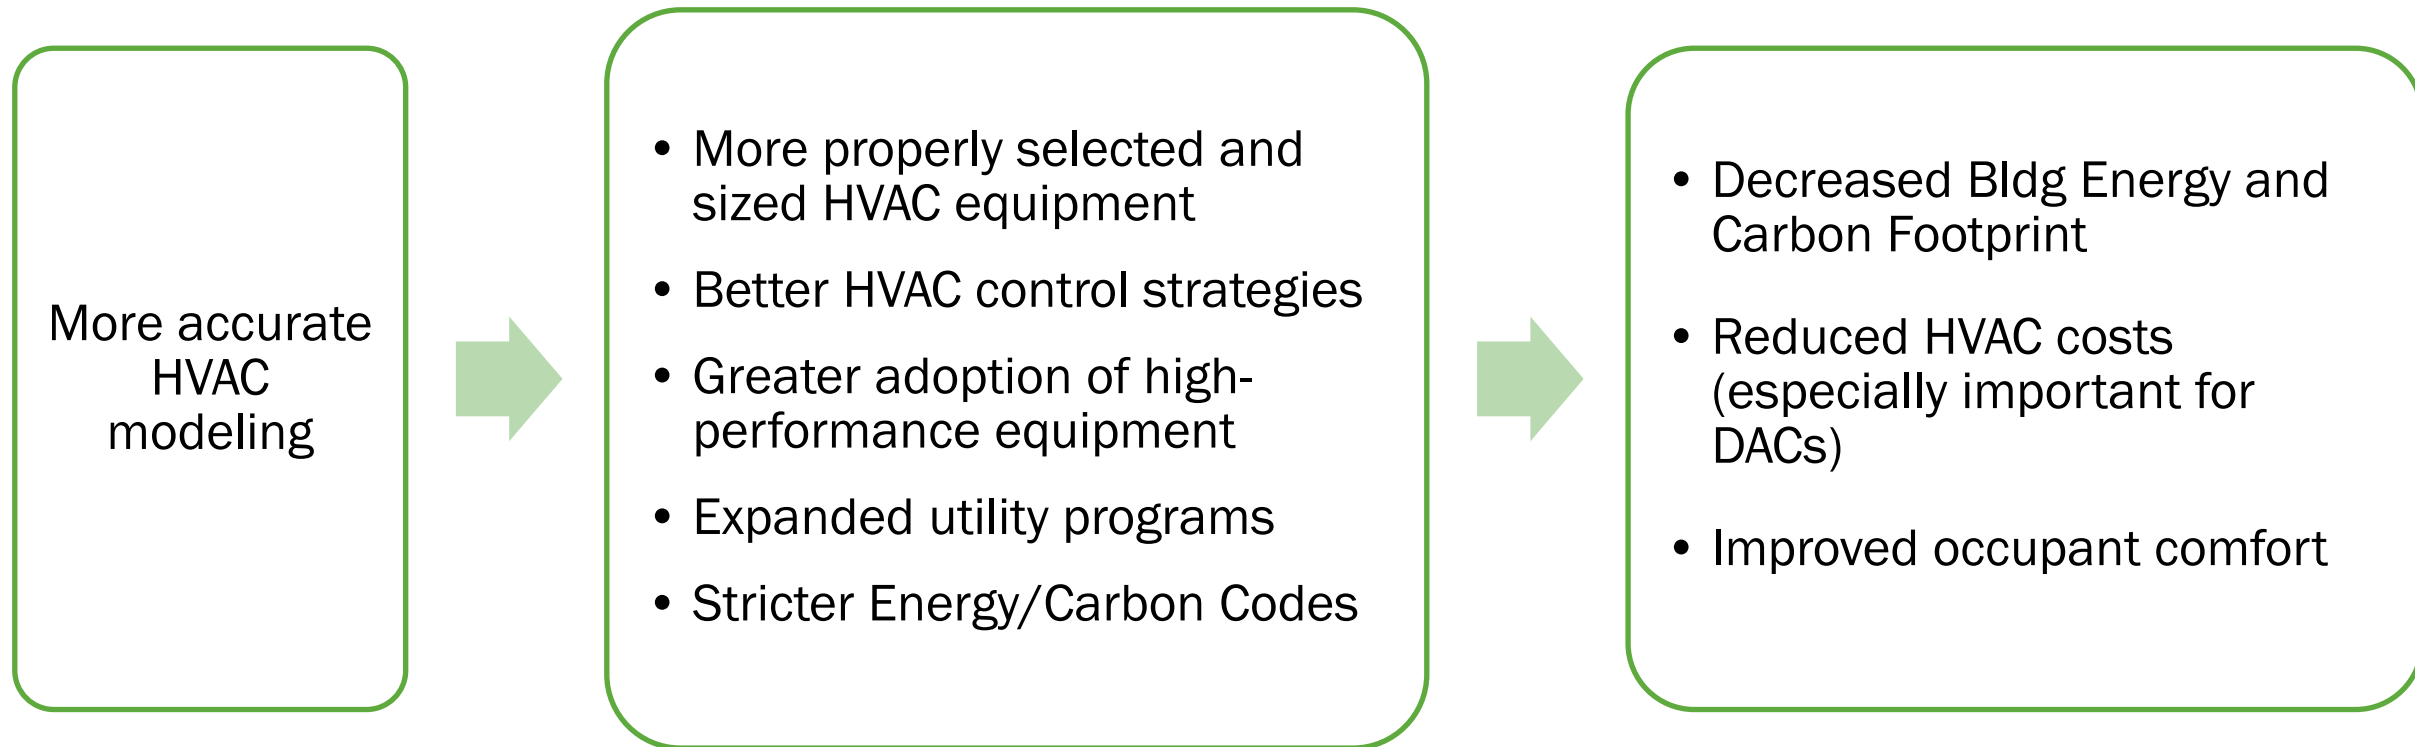 More accurate
HVAC
modeling
• More properly selected and
sized HVAC equipment
• Better HVAC control strategies
• Greater adoption of high-
performance equipment
• Expanded utility programs
• Stricter Energy/Carbon Codes
• Decreased Bldg Energy and
Carbon Footprint
• Reduced HVAC costs
(especially important for
DACs)
• Improved occupant comfort